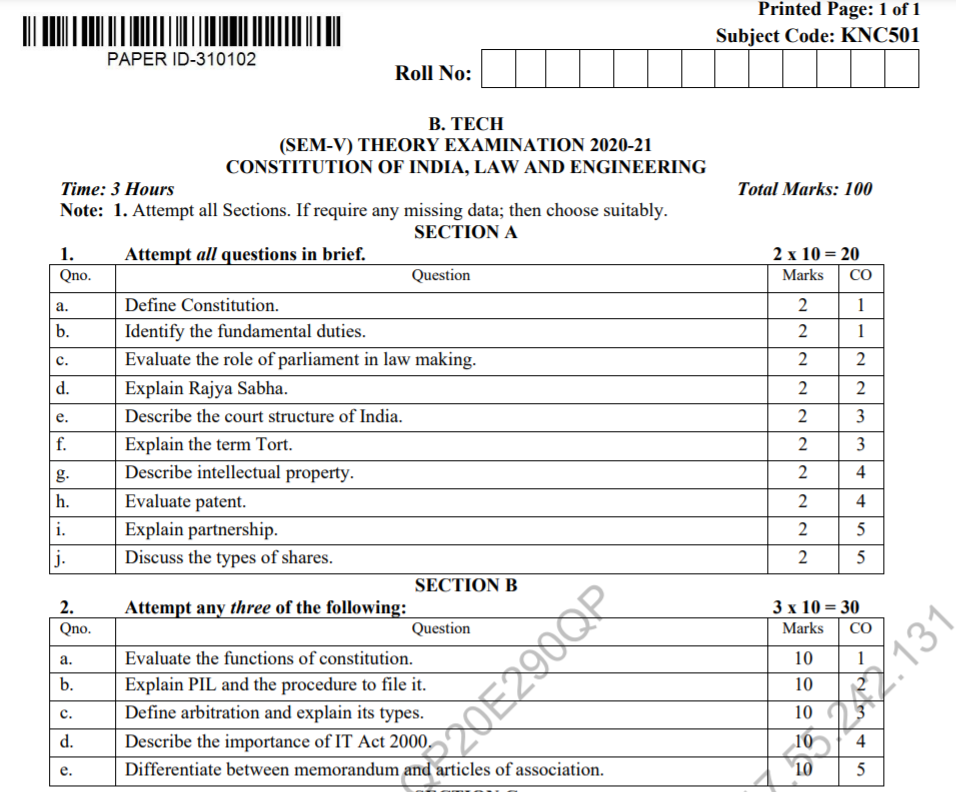 Printed Page: 1 of 1
Subject Code: KNC501
PAPER ID-310102
Roll No:
B. TECH
(SEM-V) THEORY EXAMINATION 2020-21
CONSTITUTION OF INDIA, LAW AND ENGINEERING
Time: 3 Hours Total Marks: 100
Note: 1. Attempt all Sections. If require any missing data; then choose suitably.
SECTION A
1. Attempt all questions in brief. 2 x 10 = 20
Qno. Question Marks CO
a. Define Constitution. 2 1
b. Identify the fundamental duties. 2 1
c. Evaluate the role of parliament in law making. 2 2
d. Explain Rajya Sabha. 2 2
e. Describe the court structure of India. 2 3
f. Explain the term Tort. 2 3
g. Describe intellectual property. 2 4
h. Evaluate patent. 2 4
i. Explain partnership. 2 5
j. Discuss the types of shares. 2 5
SECTION B
2. Attempt any three of the following: 3 x 10 = 30
Qno. Question Marks CO
a. Evaluate the functions of constitution. 10 1
b. Explain PIL and the procedure to file it. 10 2
c. Define arbitration and explain its types. 10 3
d. Describe the importance of IT Act 2000. 10 4
e. Differentiate between memorandum and articles of association. 10 5
QP20E290QP
7.55.242.131